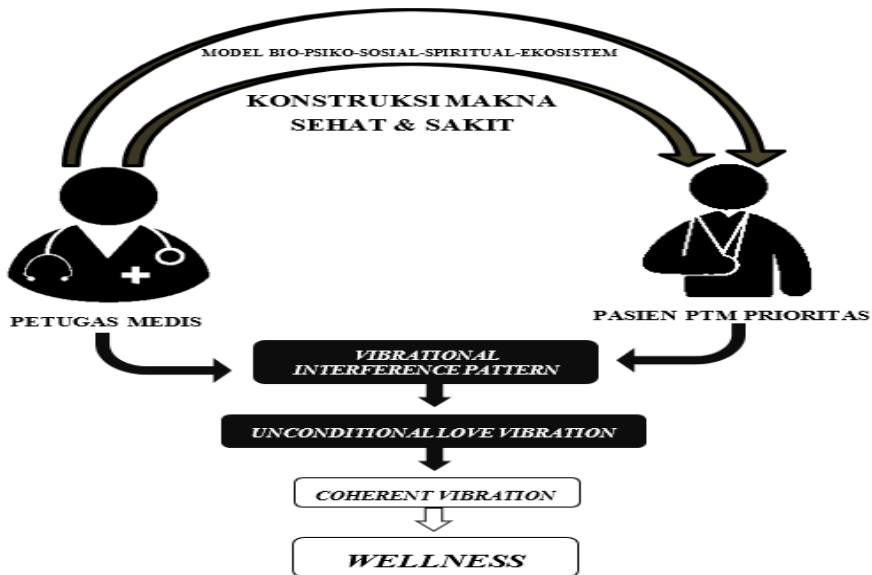 MODEL BIO-PSIKO-SOSIAL-SPIRITUAL-EKOSISTEM
KONSTRUKSI MAKNA
SEHAT & SAKIT
PETUGAS MEDIS
PASIEN PTM PRIORITAS
VIBRATIONAL
INTERFERENCE PATTERN
UNCONDITIONAL LOVE VIBRATION
COHERENT VIBRATION
WELLNESS